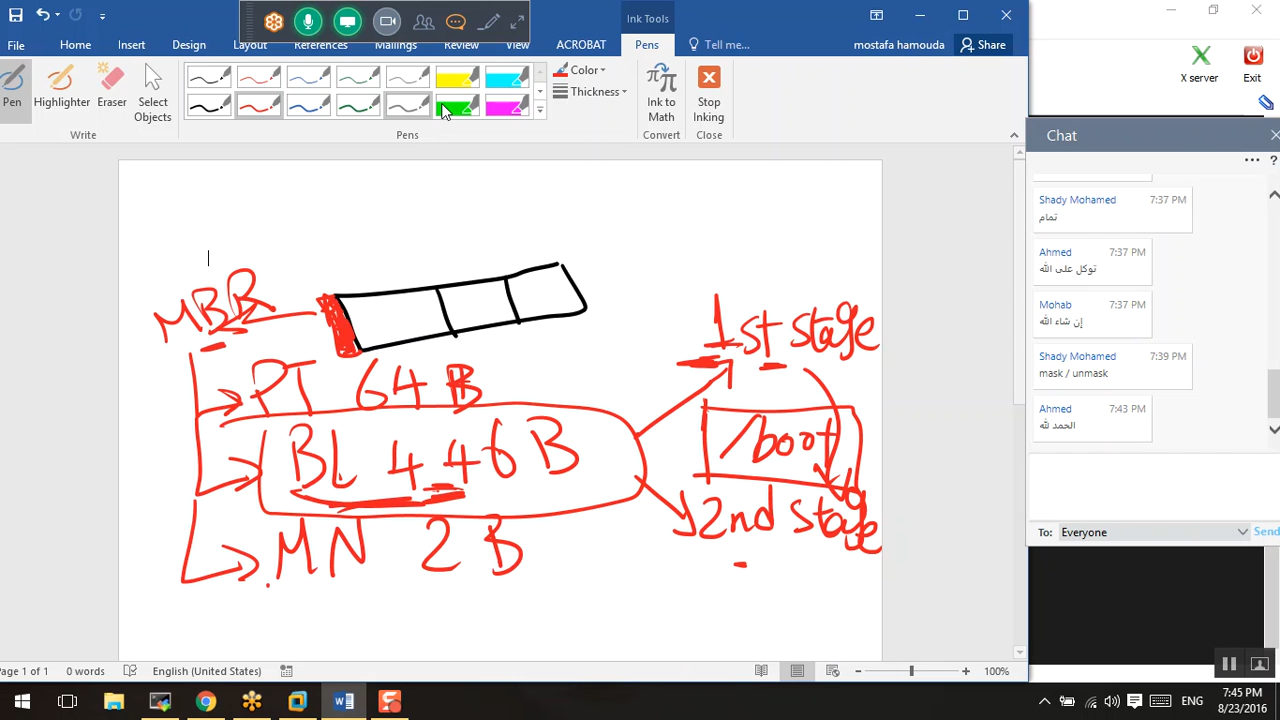 Ink Tools
File
Home
Insert
Design
Layout
References
Mailings
Review
View
ACROBAT
Pens
Tell me...
mostafa hamouda
Share
X server
Exit
Pen
Highlighter
Eraser
Select Objects
Color
Thickness
Ink to Math
Stop Inking
Write
Pens
Convert
Close
MBR
PT 64 B
BL 446 B
MN 2 B
1st stage
/boot
2nd stage
Chat
Shady Mohamed 7:37 PM
تمام
Ahmed 7:37 PM
توكل على الله
Mohab 7:37 PM
إن شاء الله
Shady Mohamed 7:39 PM
mask / unmask
Ahmed 7:43 PM
الحمد لله
To: Everyone Send
Page 1 of 1 0 words English (United States) 100%
ENG
7:45 PM
8/23/2016